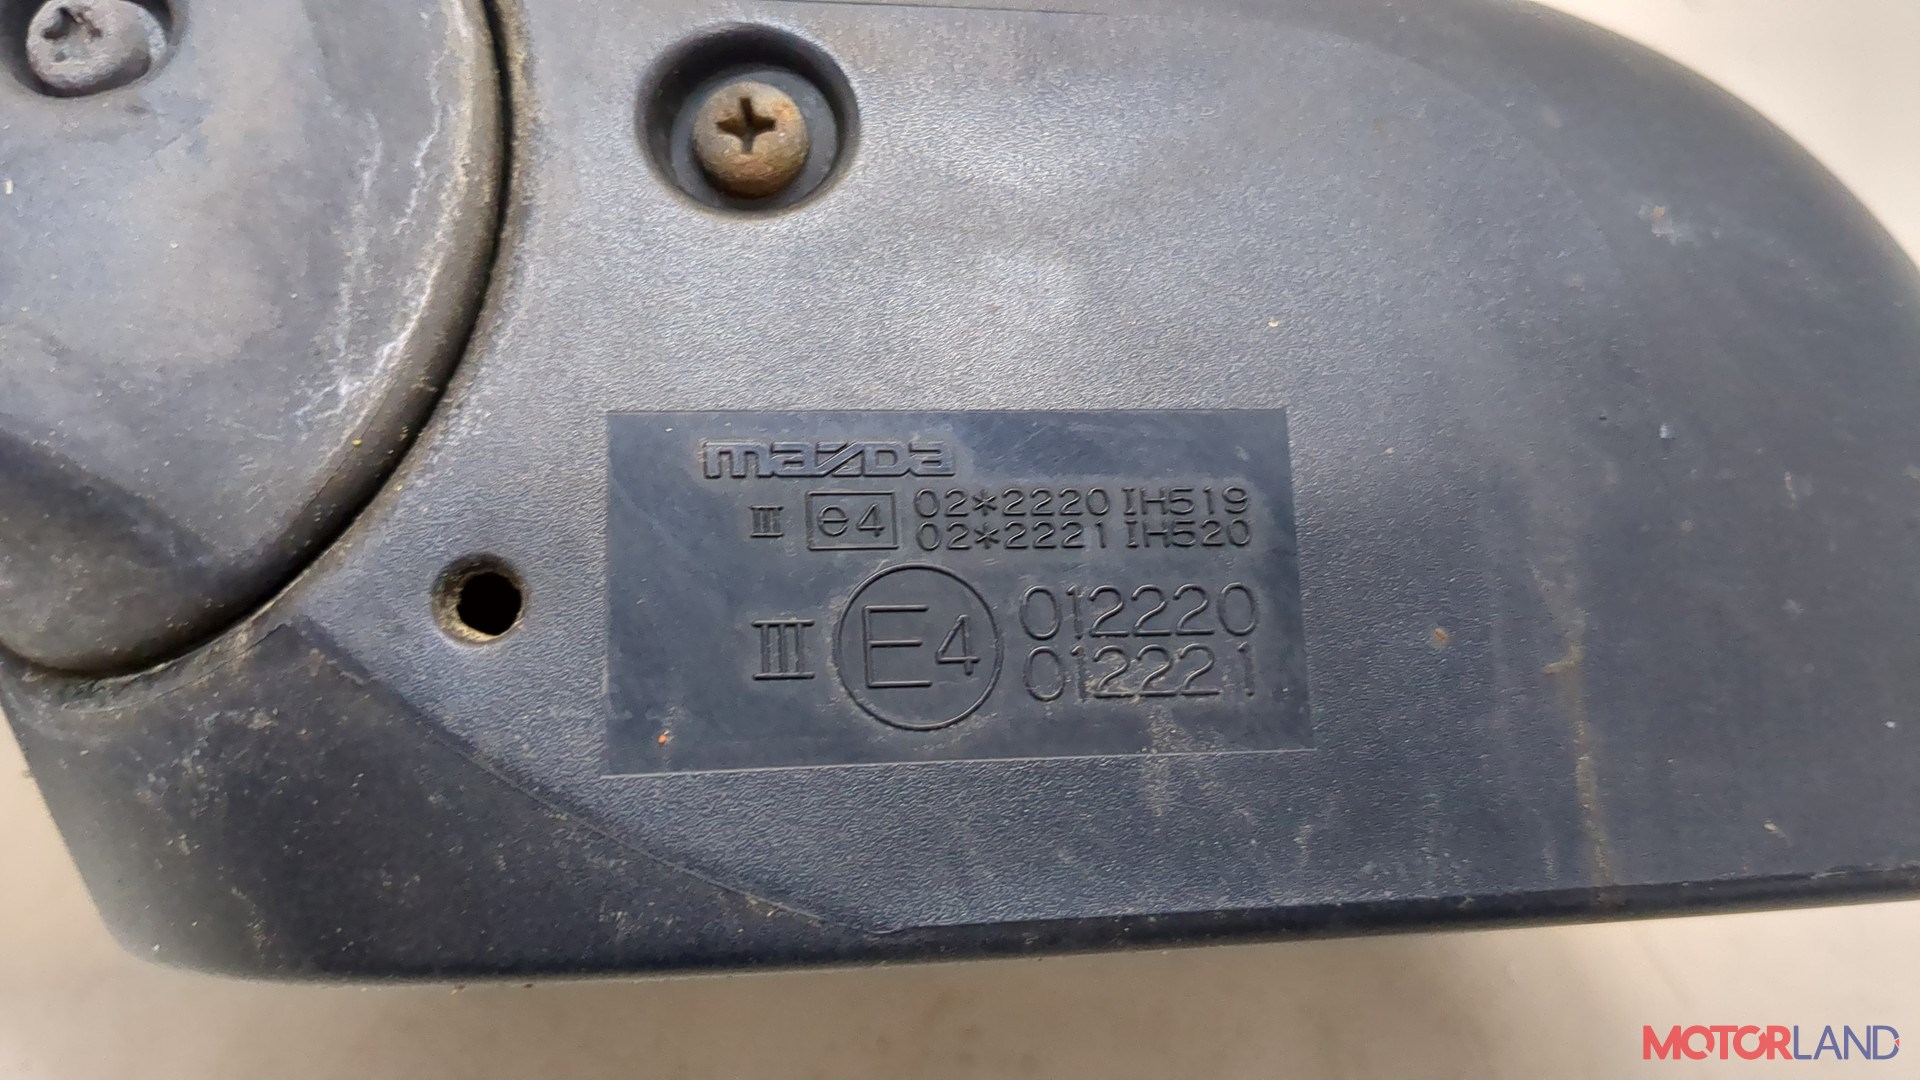 mazda
III e4 02*2220 IH519
02*2221 IH520
III E4 012220
012221
MOTORLAND